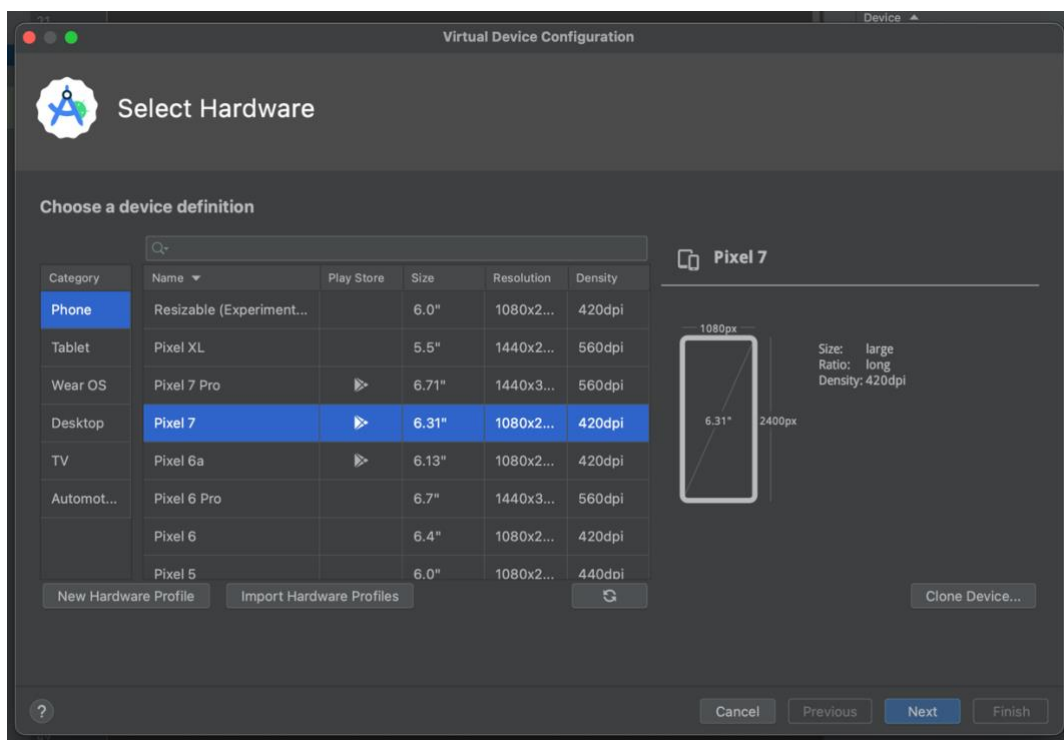 21
Device
Virtual Device Configuration
Select Hardware
Choose a device definition
Category
Name
Play Store
Size
Resolution
Density
Phone
Tablet
Wear OS
Desktop
TV
Automot...
Resizable (Experiment...
6.0"
1080x2...
420dpi
Pixel XL
5.5"
1440x2...
560dpi
Pixel 7 Pro
6.71"
1440x3...
560dpi
Pixel 7
6.31"
1080x2...
420dpi
Pixel 6a
6.13"
1080x2...
420dpi
Pixel 6 Pro
6.7"
1440x3...
560dpi
Pixel 6
6.4"
1080x2...
420dpi
Pixel 5
6.0"
1080x2...
440dpi
New Hardware Profile
Import Hardware Profiles
Pixel 7
1080px
6.31"
2400px
Size: large
Ratio: long
Density: 420dpi
Clone Device...
?
Cancel
Previous
Next
Finish